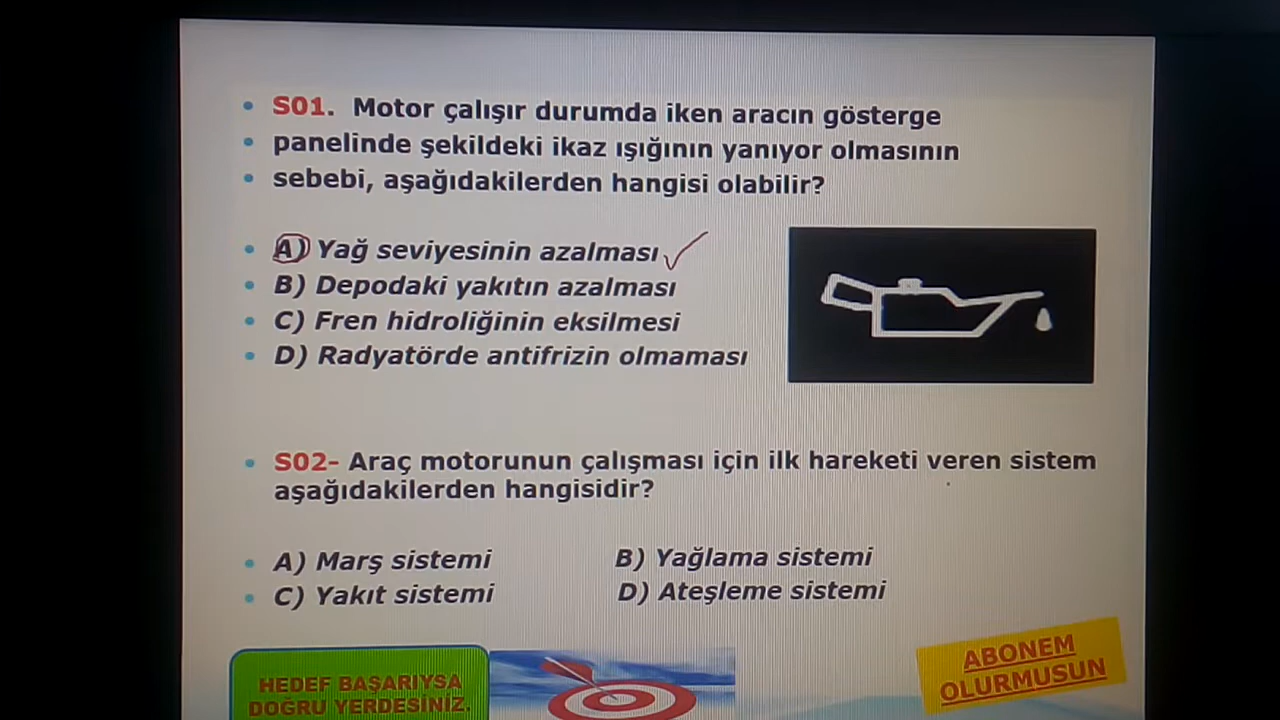 S01. Motor çalışır durumda iken aracın gösterge
panelinde şekildeki ikaz ışığının yanıyor olmasının
sebebi, aşağıdakilerden hangisi olabilir?
A) Yağ seviyesinin azalması
B) Depodaki yakıtın azalması
C) Fren hidroliğinin eksilmesi
D) Radyatörde antifrizin olmaması
S02- Araç motorunun çalışması için ilk hareketi veren sistem
aşağıdakilerden hangisidir?
A) Marş sistemi B) Yağlama sistemi
C) Yakıt sistemi D) Ateşleme sistemi
HEDEF BAŞARIYSA
DOĞRU YERDESİNİZ.
ABONEM
OLURMUSUN